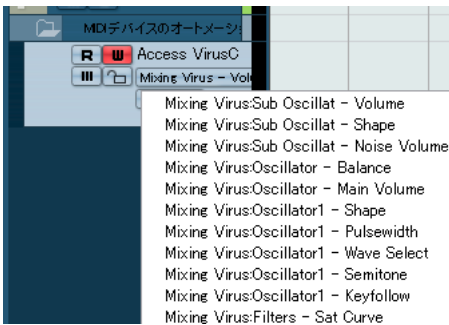 MIDIデバイスのオートメーショ
R W Access VirusC
Mixing Virus - Volu
Mixing Virus:Sub Oscillat - Volume
Mixing Virus:Sub Oscillat - Shape
Mixing Virus:Sub Oscillat - Noise Volume
Mixing Virus:Oscillator - Balance
Mixing Virus:Oscillator - Main Volume
Mixing Virus:Oscillator1 - Shape
Mixing Virus:Oscillator1 - Pulsewidth
Mixing Virus:Oscillator1 - Wave Select
Mixing Virus:Oscillator1 - Semitone
Mixing Virus:Oscillator1 - Keyfollow
Mixing Virus:Filters - Sat Curve